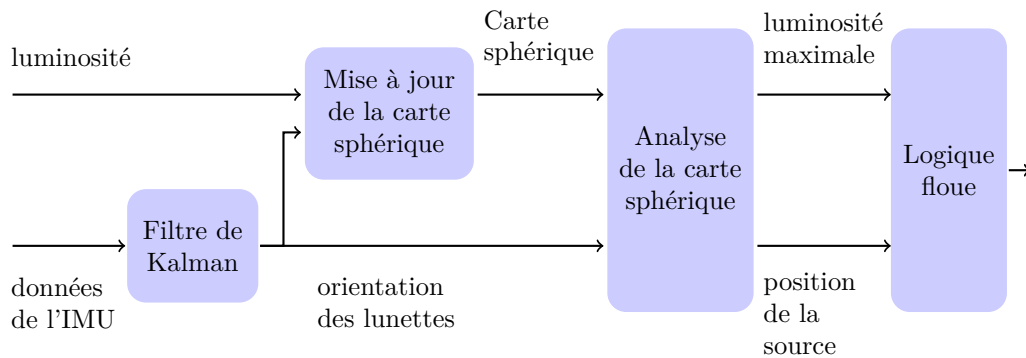 luminosité
Mise à jour
de la carte
sphérique
Carte
sphérique
Analyse
de la carte
sphérique
luminosité
maximale
Logique
floue
Filtre de
Kalman
données
de l'IMU
orientation
des lunettes
position
de la
source